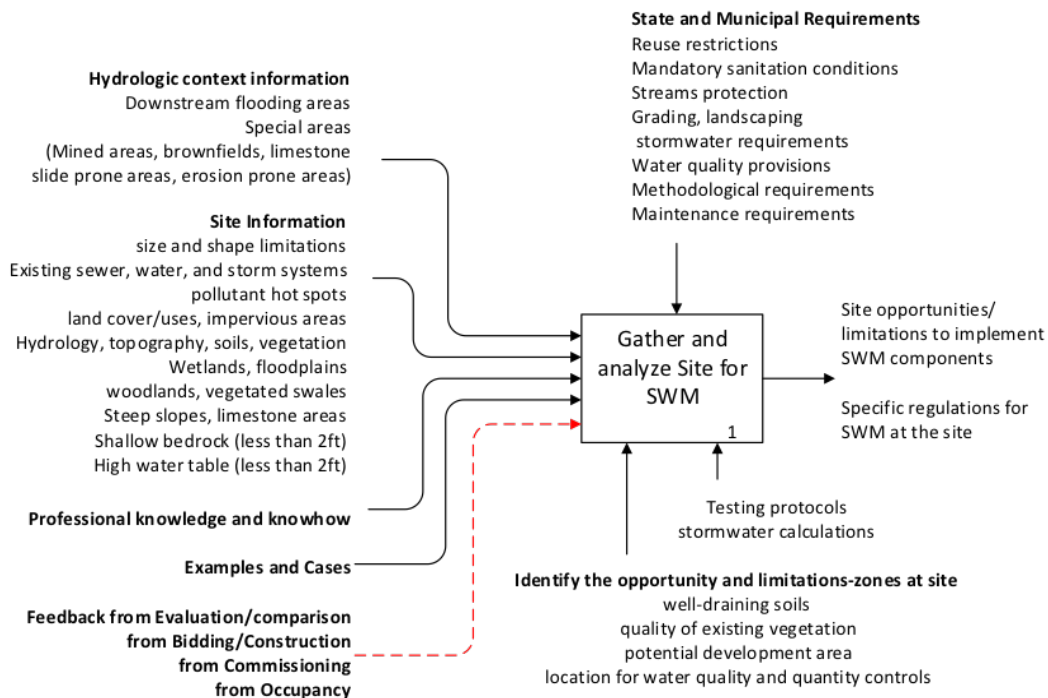 State and Municipal Requirements
Reuse restrictions
Mandatory sanitation conditions
Streams protection
Grading, landscaping
stormwater requirements
Water quality provisions
Methodological requirements
Maintenance requirements
Hydrologic context information
Downstream flooding areas
Special areas
(Mined areas, brownfields, limestone
slide prone areas, erosion prone areas)
Site Information
size and shape limitations
Existing sewer, water, and storm systems
pollutant hot spots
land cover/uses, impervious areas
Hydrology, topography, soils, vegetation
Wetlands, floodplains
woodlands, vegetated swales
Steep slopes, limestone areas
Shallow bedrock (less than 2ft)
High water table (less than 2ft)
Professional knowledge and knowhow
Examples and Cases
Feedback from Evaluation/comparison
from Bidding/Construction
from Commissioning
from Occupancy
Gather and
analyze Site for
SWM
1
Site opportunities/
limitations to implement
SWM components
Specific regulations for
SWM at the site
Testing protocols
stormwater calculations
Identify the opportunity and limitations-zones at site
well-draining soils
quality of existing vegetation
potential development area
location for water quality and quantity controls